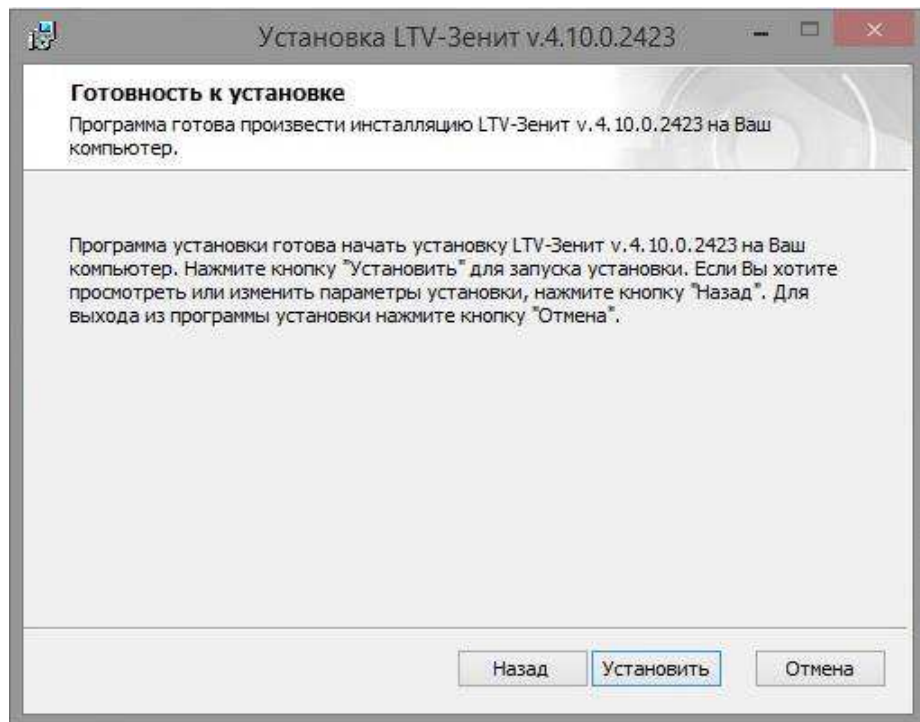 Установка LTV-Зенит v.4.10.0.2423
Готовность к установке
Программа готова произвести инсталляцию LTV-Зенит v.4.10.0.2423 на Ваш
компьютер.
Программа установки готова начать установку LTV-Зенит v.4.10.0.2423 на Ваш
компьютер. Нажмите кнопку "Установить" для запуска установки. Если Вы хотите
просмотреть или изменить параметры установки, нажмите кнопку "Назад". Для
выхода из программы установки нажмите кнопку "Отмена".
Назад Установить Отмена